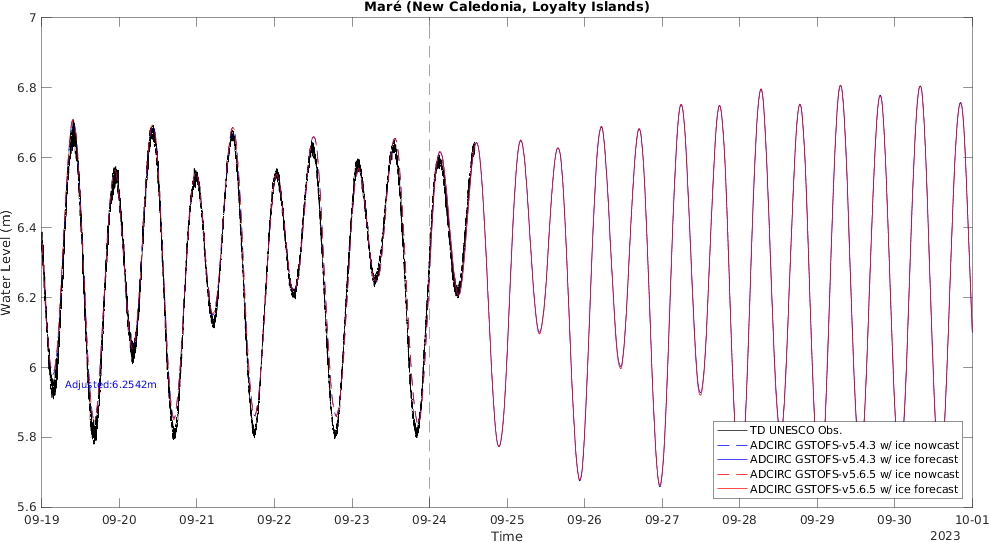 Maré (New Caledonia, Loyalty Islands)
7
6.8
6.6
6.4
6.2
6
5.8
5.6
Water Level (m)
Adjusted:6.2542m
TD UNESCO Obs.
ADCIRC GSTOFS-v5.4.3 w/ ice nowcast
ADCIRC GSTOFS-v5.4.3 w/ ice forecast
ADCIRC GSTOFS-v5.6.5 w/ ice nowcast
ADCIRC GSTOFS-v5.6.5 w/ ice forecast
09-19 09-20 09-21 09-22 09-23 09-24 09-25 09-26 09-27 09-28 09-29 09-30 10-01
Time
2023